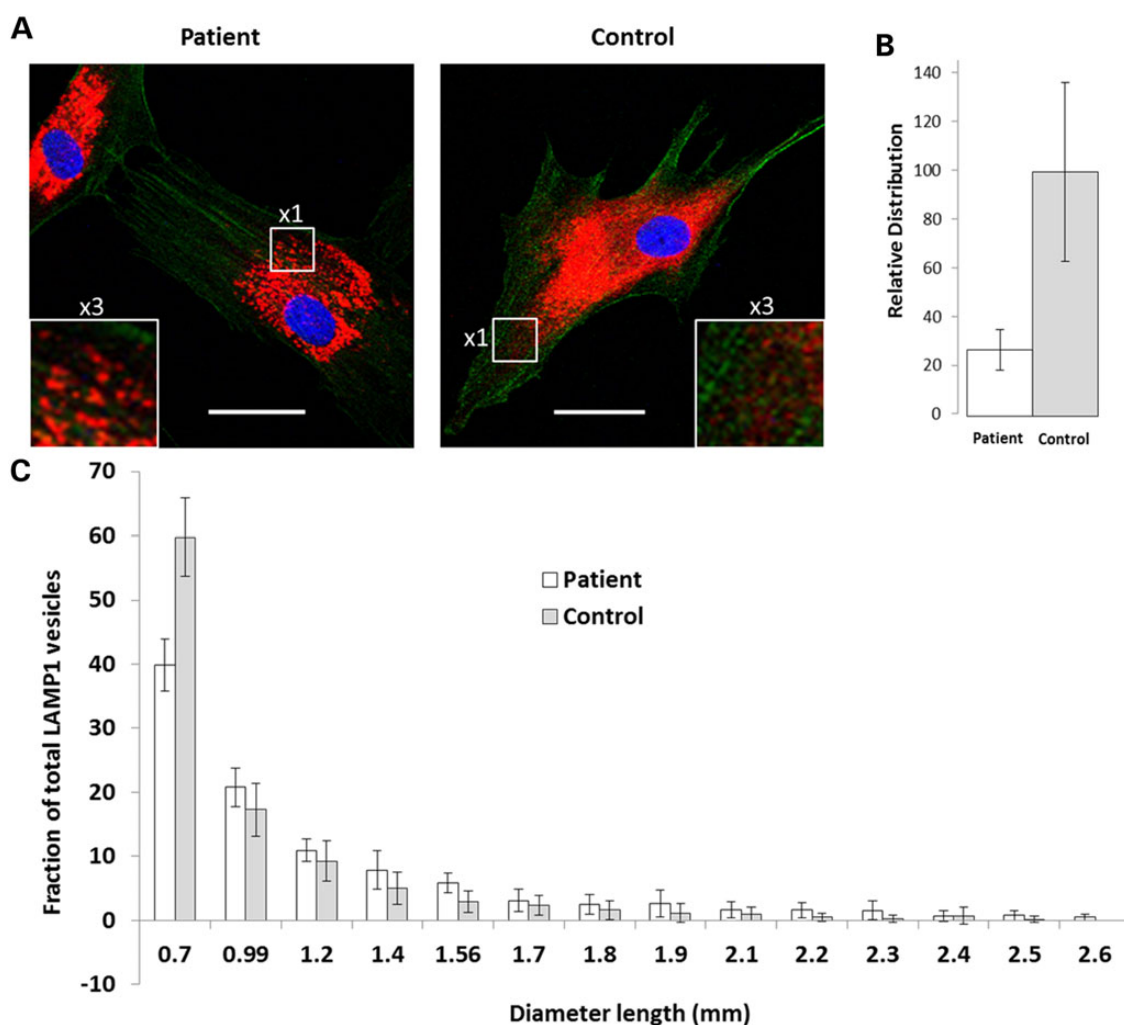 A
Patient
Control
x1
x3
x1
x3
B
Relative Distribution
140
120
100
80
60
40
20
0
Patient Control
C
Fraction of total LAMP1 vesicles
70
60
50
40
30
20
10
0
-10
Patient
Control
0.7 0.99 1.2 1.4 1.56 1.7 1.8 1.9 2.1 2.2 2.3 2.4 2.5 2.6
Diameter length (mm)